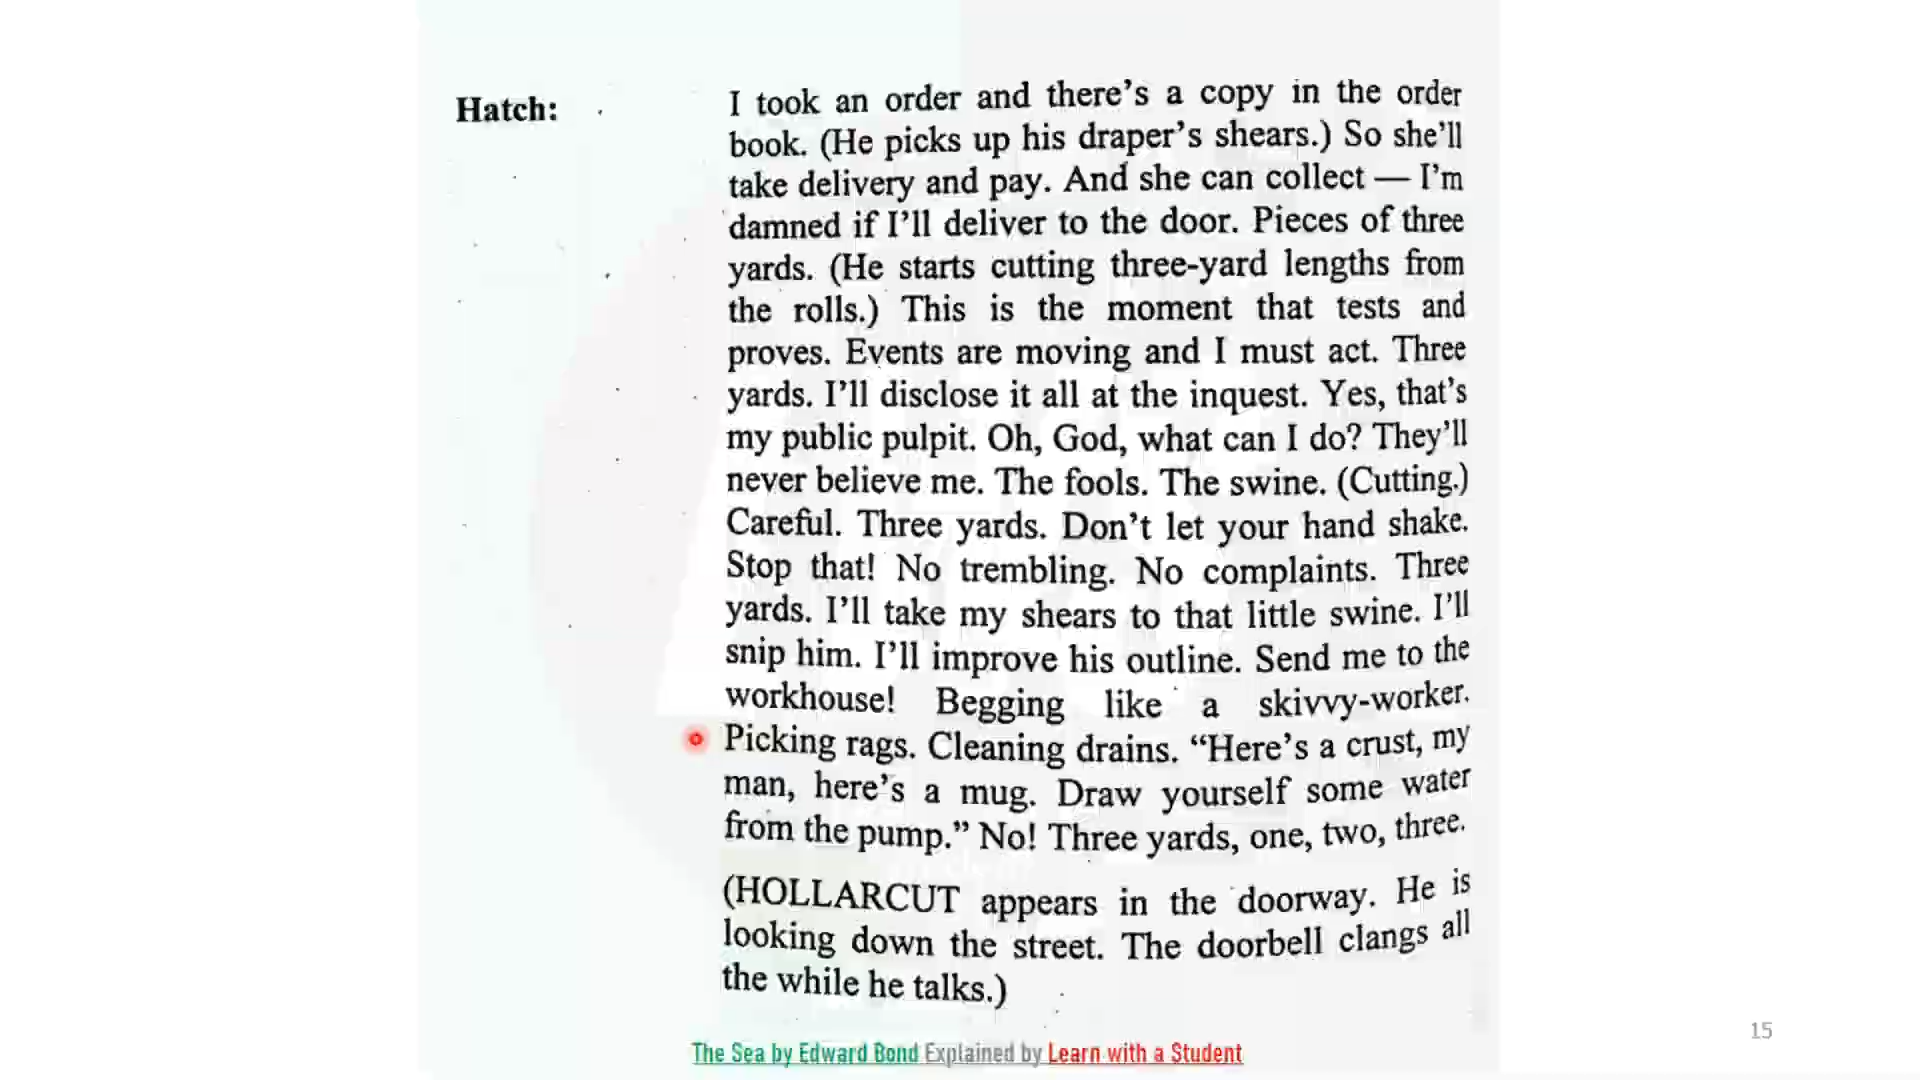 Hatch:
I took an order and there's a copy in the order
book. (He picks up his draper's shears.) So she'll
take delivery and pay. And she can collect — I'm
damned if I'll deliver to the door. Pieces of three
yards. (He starts cutting three-yard lengths from
the rolls.) This is the moment that tests and
proves. Events are moving and I must act. Three
yards. I'll disclose it all at the inquest. Yes, that's
my public pulpit. Oh, God, what can I do? They'll
never believe me. The fools. The swine. (Cutting.)
Careful. Three yards. Don't let your hand shake.
Stop that! No trembling. No complaints. Three
yards. I'll take my shears to that little swine. I'll
snip him. I'll improve his outline. Send me to the
workhouse! Begging like a skivvy-worker.
Picking rags. Cleaning drains. “Here's a crust, my
man, here's a mug. Draw yourself some water
from the pump.” No! Three yards, one, two, three.
(HOLLARCUT appears in the doorway. He is
looking down the street. The doorbell clangs all
the while he talks.)
The Sea by Edward Bond Explained by Learn with a Student
15